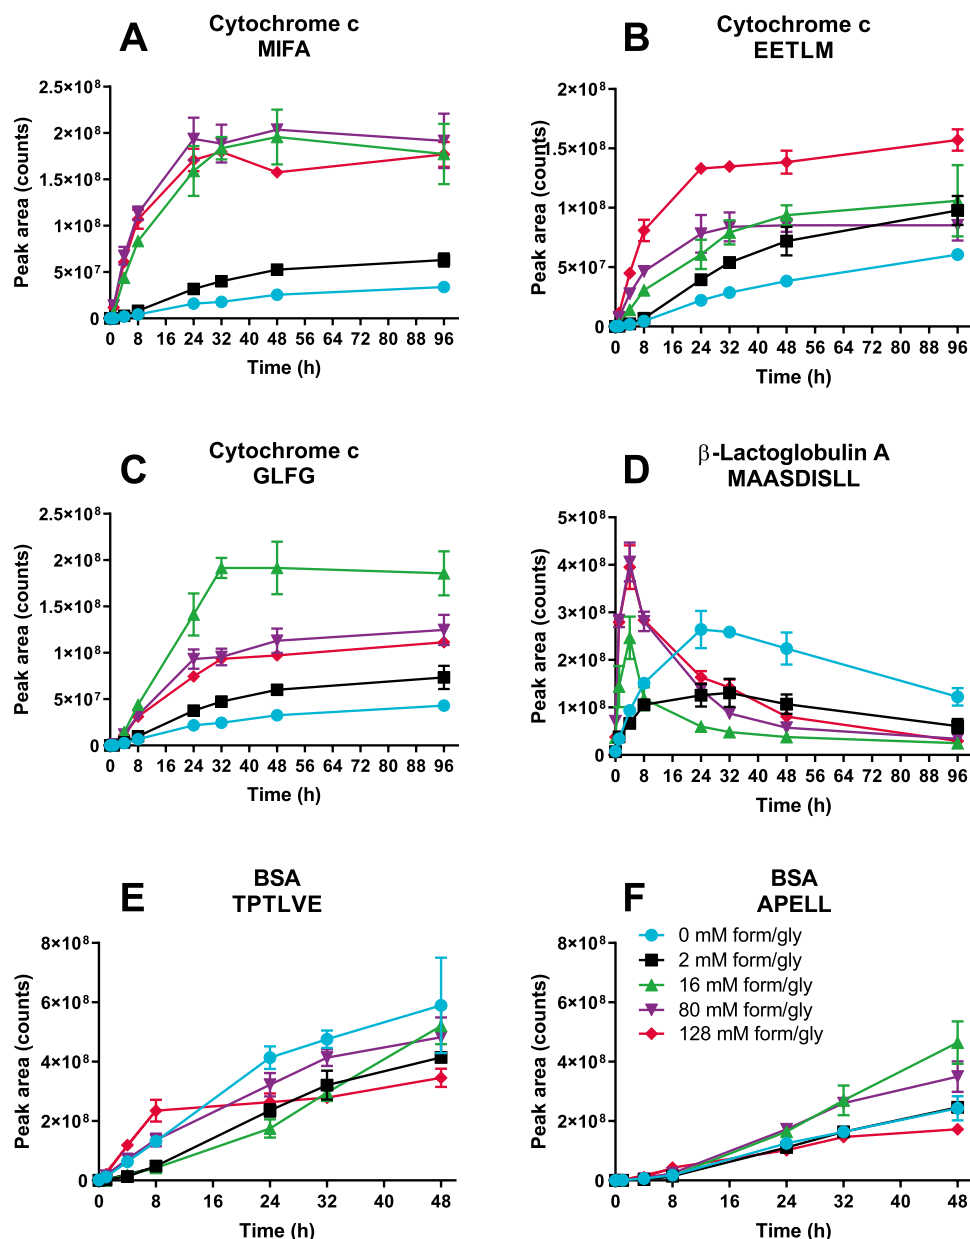 A
Cytochrome c
MIFA
Peak area (counts)
2.5×10⁸
2×10⁸
1.5×10⁸
1×10⁸
5×10⁷
0
0 8 16 24 32 40 48 56 64 72 80 88 96
Time (h)
B
Cytochrome c
EETLM
Peak area (counts)
2×10⁸
1.5×10⁸
1×10⁸
5×10⁷
0
0 8 16 24 32 40 48 56 64 72 80 88 96
Time (h)
C
Cytochrome c
GLFG
Peak area (counts)
2.5×10⁸
2×10⁸
1.5×10⁸
1×10⁸
5×10⁷
0
0 8 16 24 32 40 48 56 64 72 80 88 96
Time (h)
D
β-Lactoglobulin A
MAASDISLL
Peak area (counts)
5×10⁸
4×10⁸
3×10⁸
2×10⁸
1×10⁸
0
0 8 16 24 32 40 48 56 64 72 80 88 96
Time (h)
E
BSA
TPTLVE
Peak area (counts)
8×10⁸
6×10⁸
4×10⁸
2×10⁸
0
0 8 16 24 32 40 48
Time (h)
F
BSA
APELL
Peak area (counts)
8×10⁸
6×10⁸
4×10⁸
2×10⁸
0
0 mM form/gly
2 mM form/gly
16 mM form/gly
80 mM form/gly
128 mM form/gly
0 8 16 24 32 40 48
Time (h)